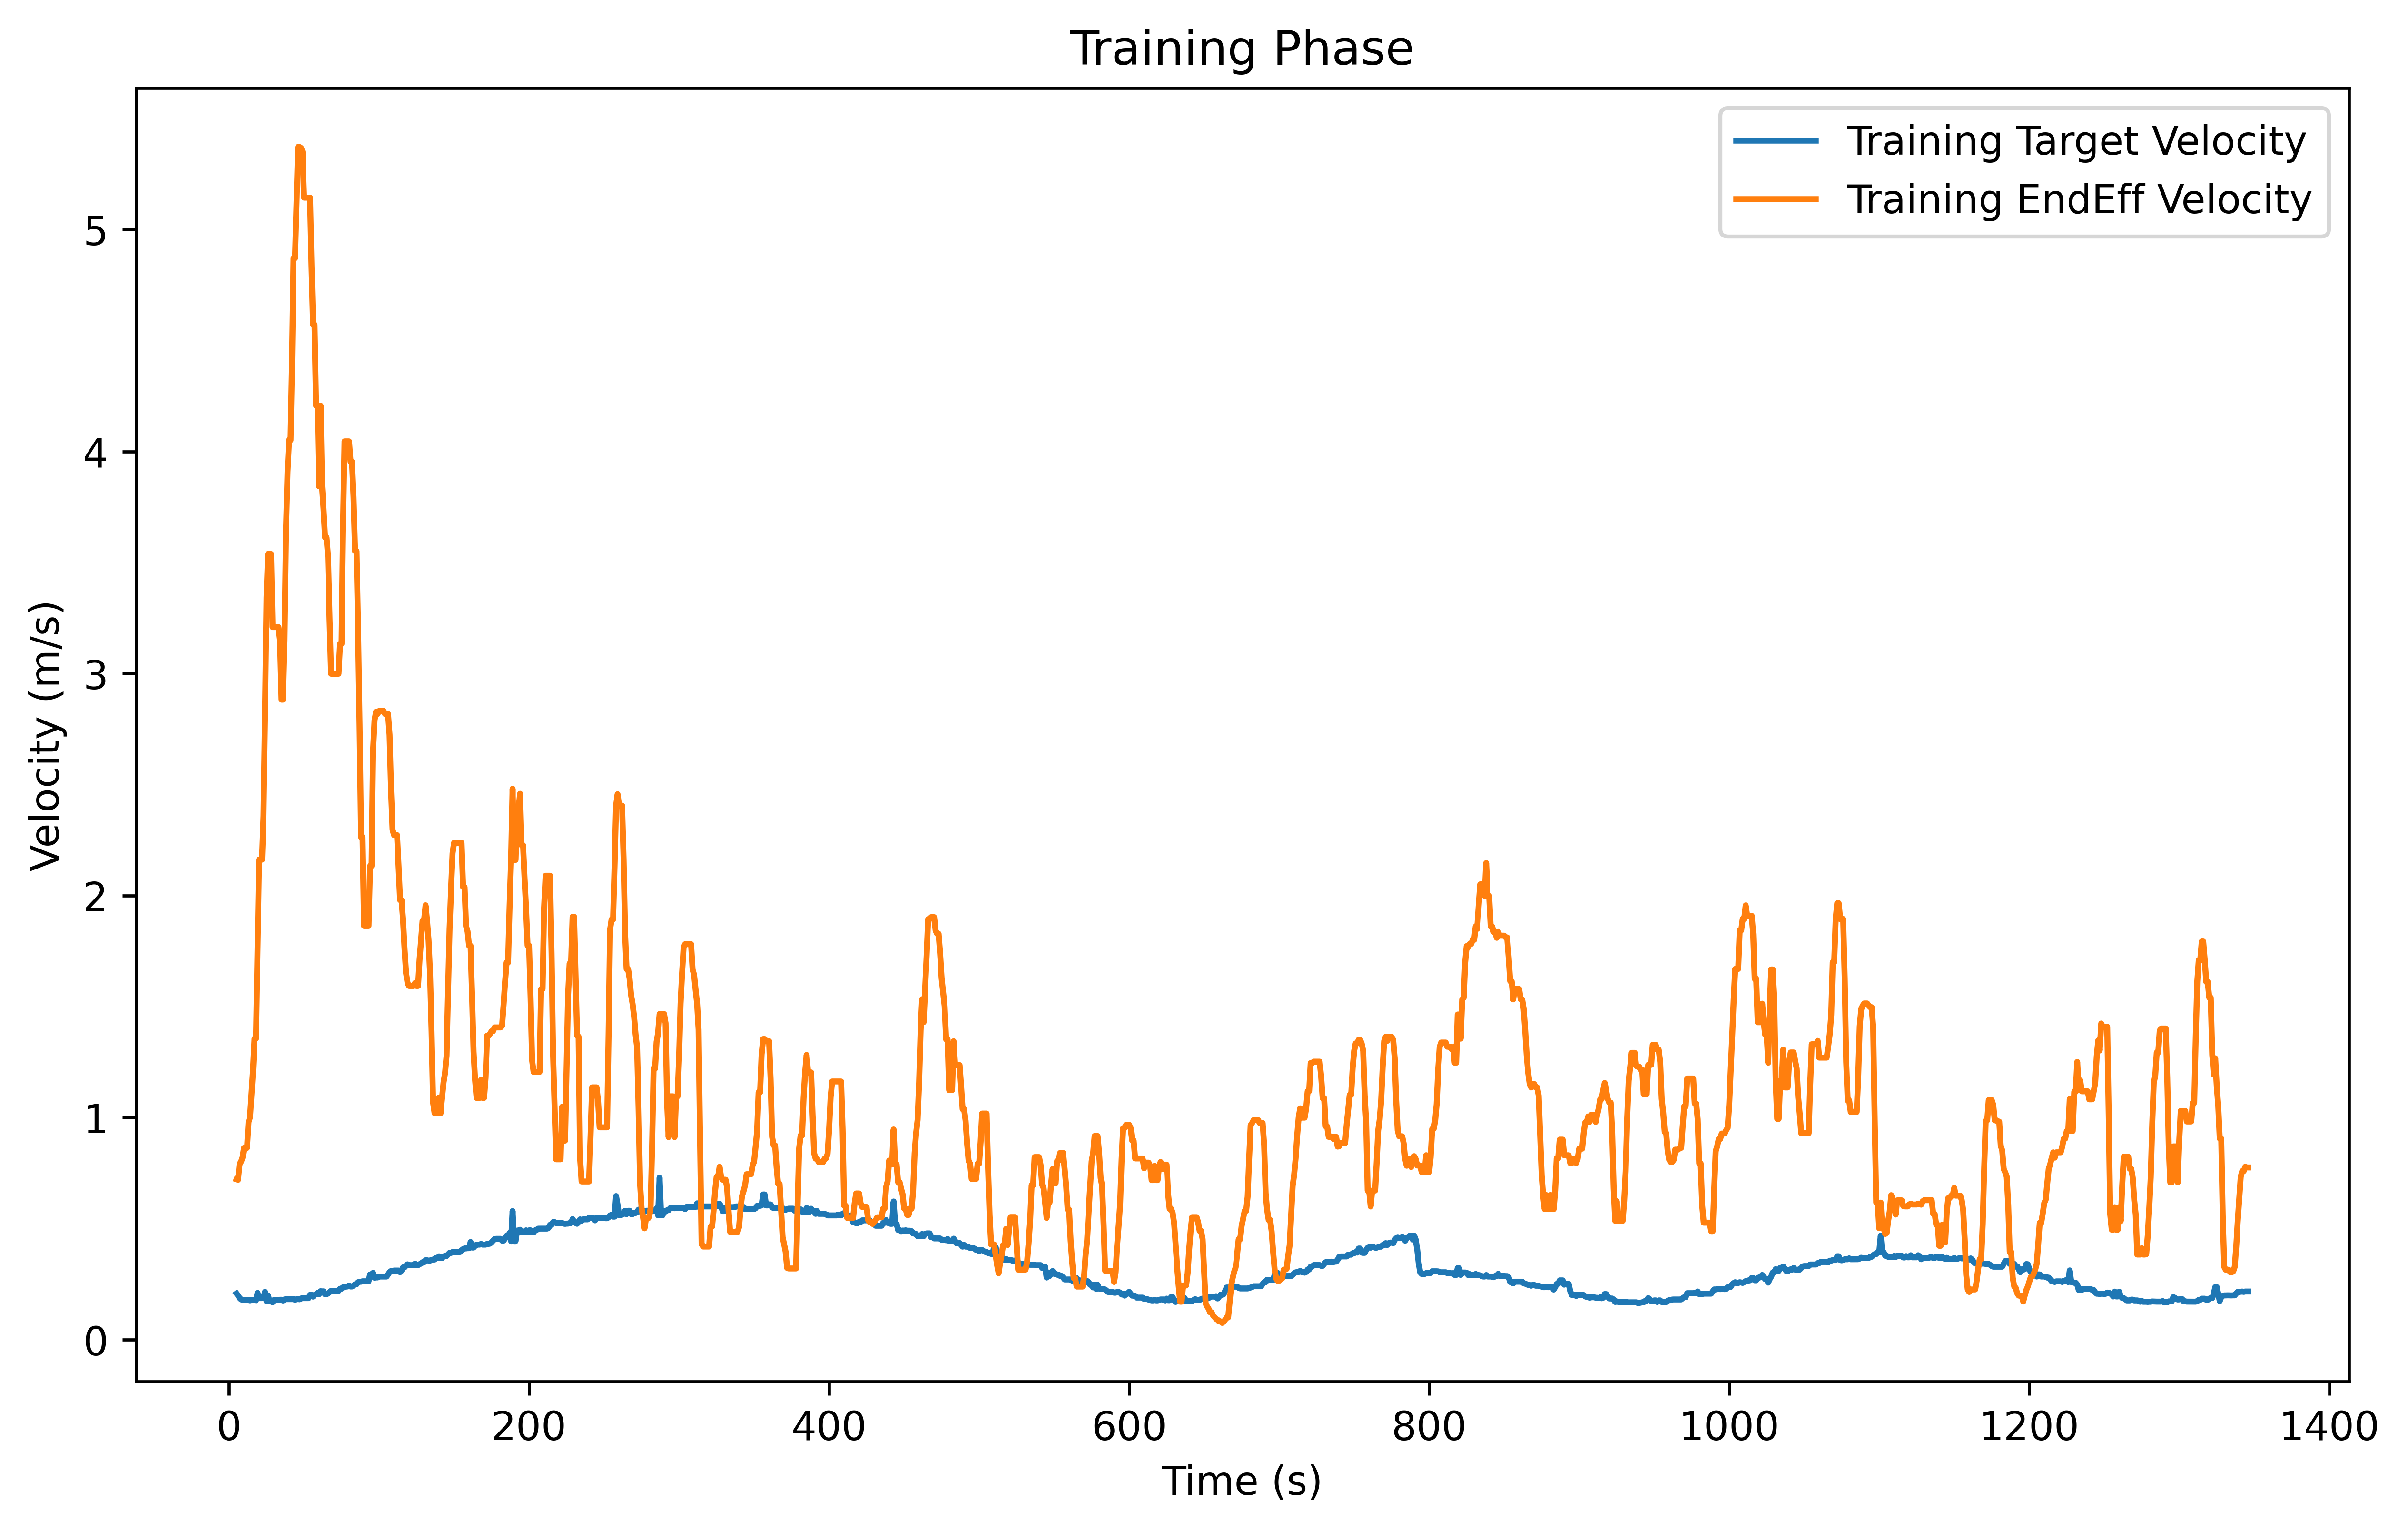 Training Phase
Training Target Velocity
Training EndEff Velocity
Velocity (m/s)
5
4
3
2
1
0
0 200 400 600 800 1000 1200 1400
Time (s)